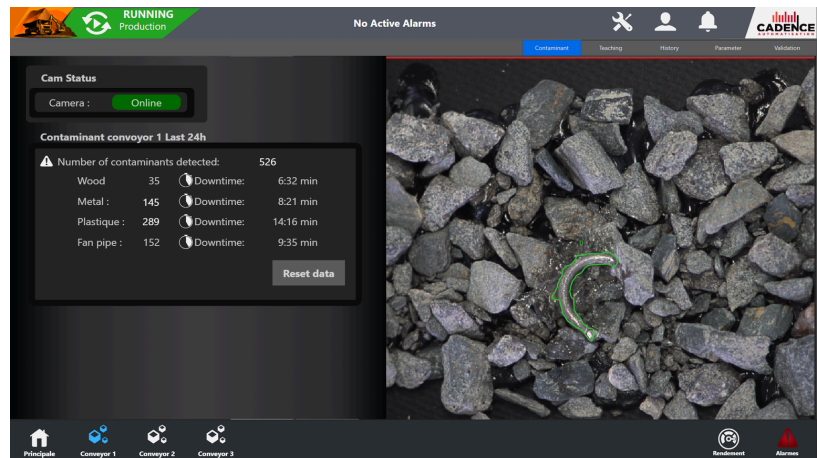 RUNNING
Production
No Active Alarms
CADENCE
AUTOMATISATION
Contaminant
Teaching
History
Parameter
Validation
Cam Status
Camera : Online
Contaminant convoyor 1 Last 24h
Number of contaminants detected: 526
Wood 35 Downtime: 6:32 min
Metal : 145 Downtime: 8:21 min
Plastique : 289 Downtime: 14:16 min
Fan pipe : 152 Downtime: 9:35 min
Reset data
Principale
Conveyor 1
Conveyor 2
Conveyor 3
Rendement
Alarmes